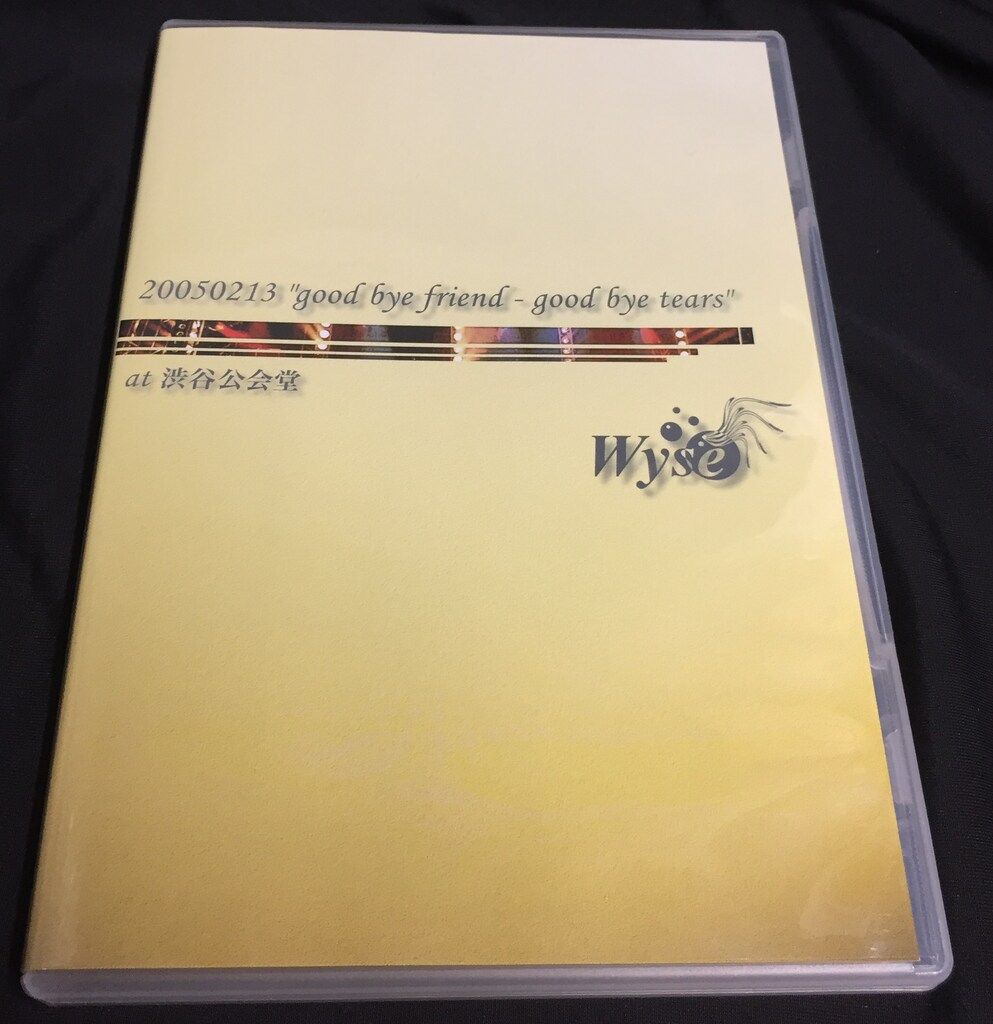 20050213 "good bye friend - good bye tears"
at 渋谷公会堂
Wyse